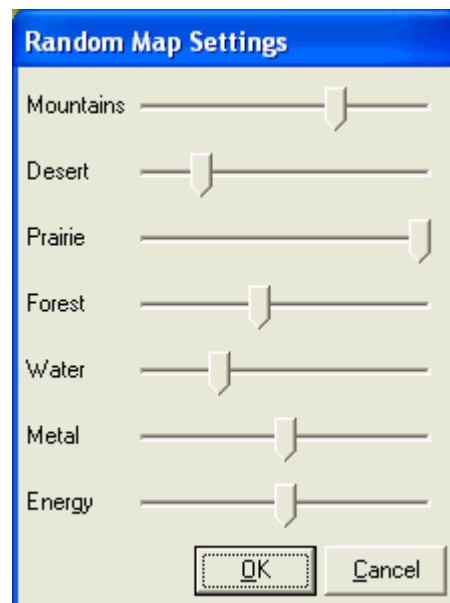 Random Map Settings
Mountains
Desert
Prairie
Forest
Water
Metal
Energy
OK Cancel